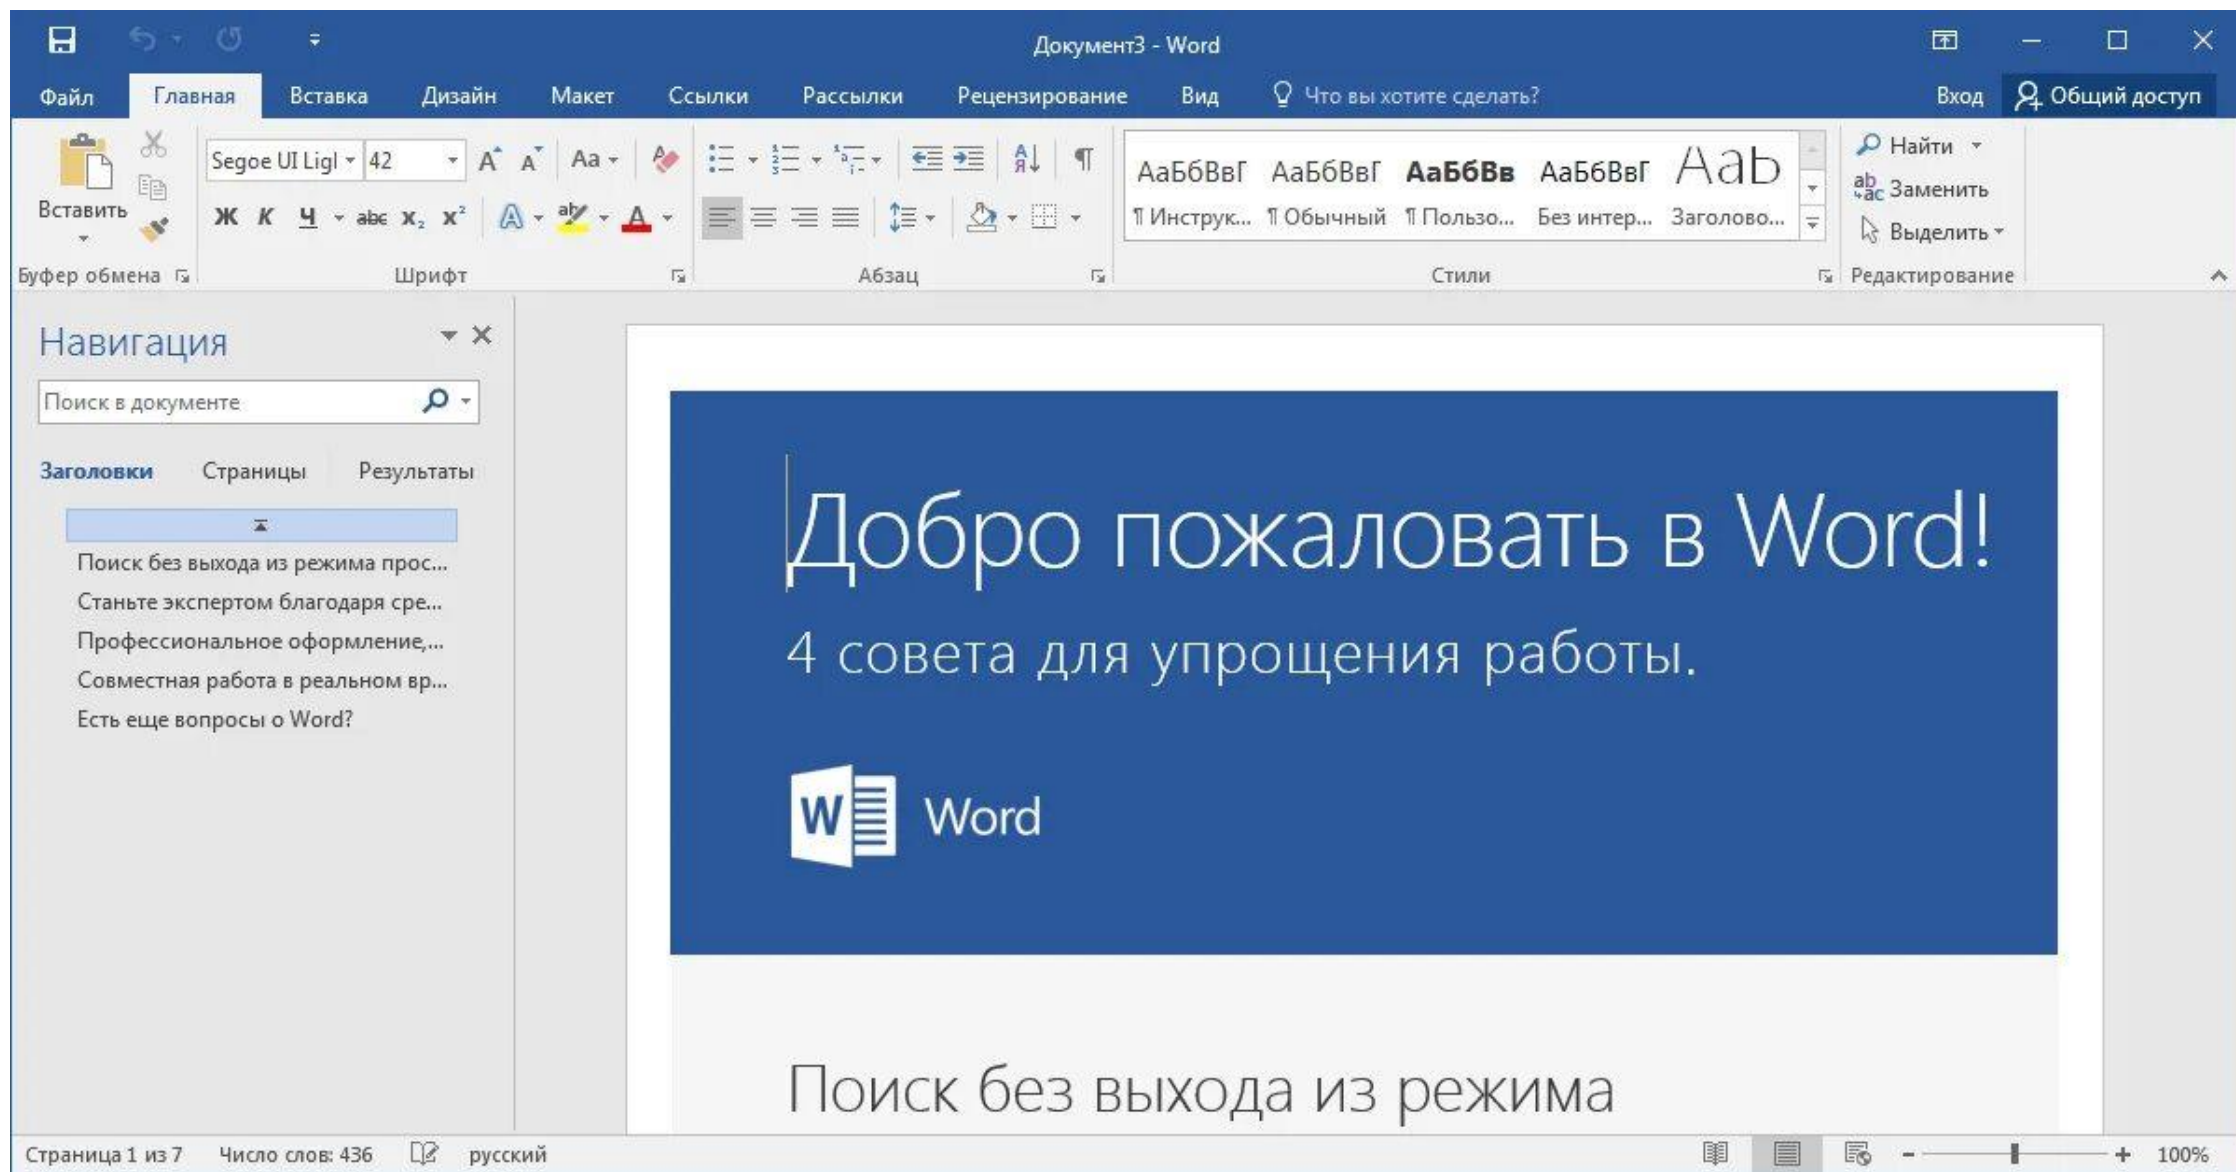 Документ3 - Word
Файл Главная Вставка Дизайн Макет Ссылки Рассылки Рецензирование Вид Что вы хотите сделать? Вход Общий доступ
Вставить
Буфер обмена
Segoe UI Ligl 42 Aa
Ж К Ч abc x₂ x²
Шрифт
Абзац
АаБбВвГ АаБбВвГ АаБбВв АаБбВвГ Aab
¶ Инструк... ¶ Обычный ¶ Пользо... Без интер... Заголово...
Стили
Найти
Заменить
Выделить
Редактирование
Навигация
Поиск в документе
Заголовки Страницы Результаты
Поиск без выхода из режима прос...
Станьте экспертом благодаря сре...
Профессиональное оформление,...
Совместная работа в реальном вр...
Есть еще вопросы о Word?
Добро пожаловать в Word!
4 совета для упрощения работы.
W Word
Поиск без выхода из режима
Страница 1 из 7 Число слов: 436 русский 100%